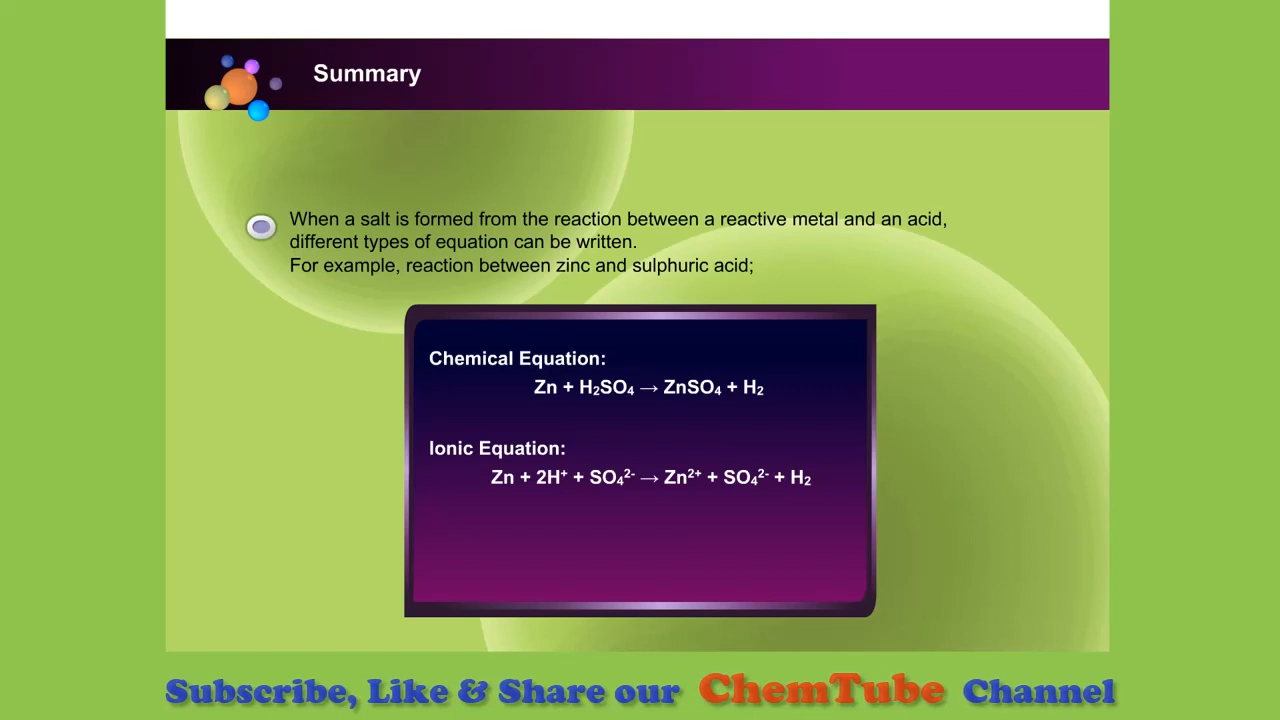 Summary
When a salt is formed from the reaction between a reactive metal and an acid,
different types of equation can be written.
For example, reaction between zinc and sulphuric acid;
Chemical Equation:
Zn + H₂SO₄ → ZnSO₄ + H₂
Ionic Equation:
Zn + 2H⁺ + SO₄²⁻ → Zn²⁺ + SO₄²⁻ + H₂
Subscribe, Like & Share our ChemTube Channel